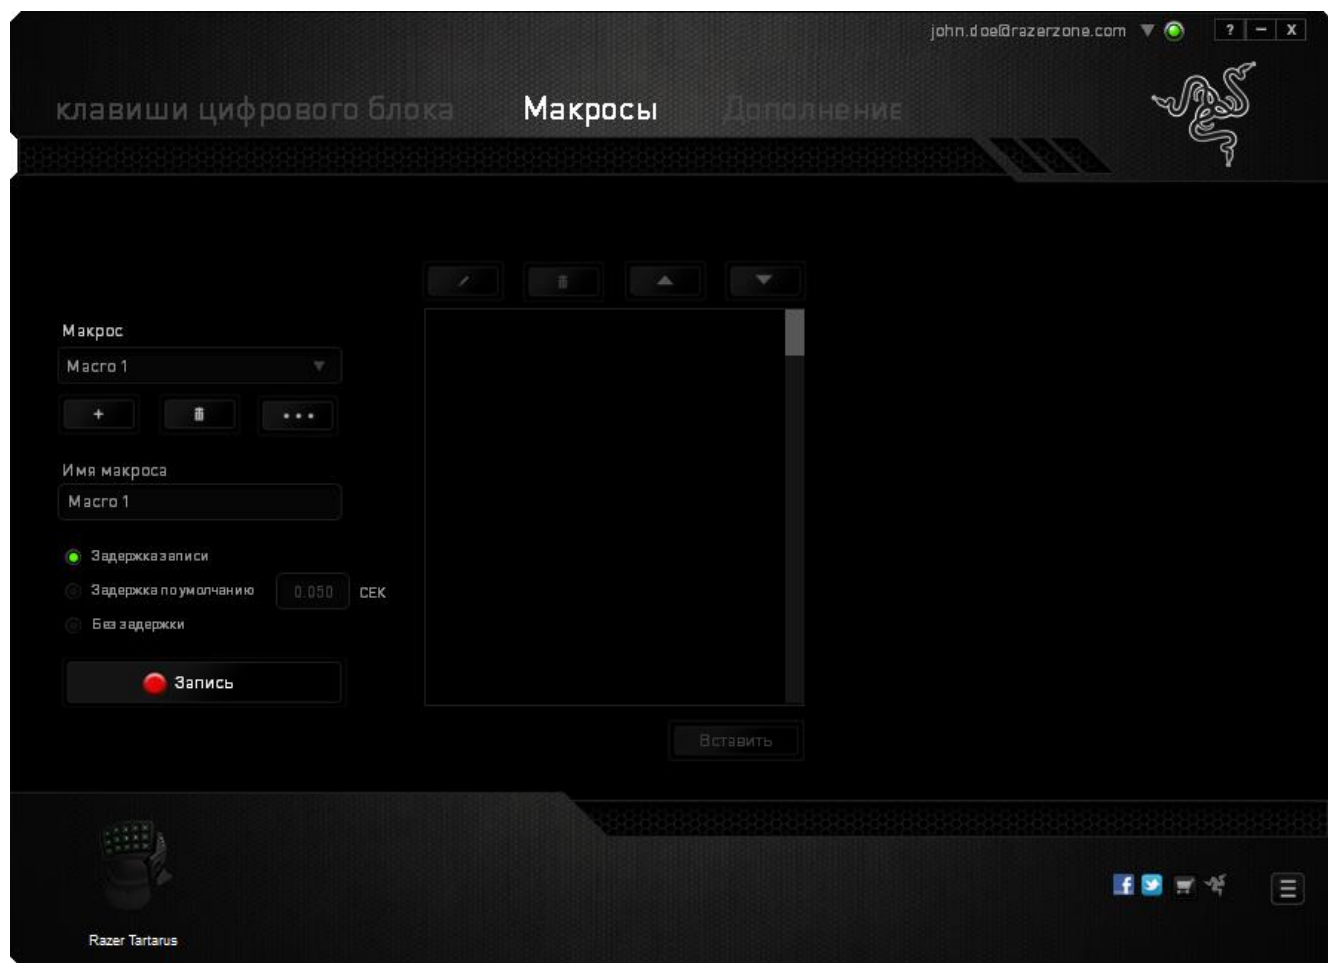 john.doe@razerzone.com
? – X
клавиши цифрового блока
Макросы
Дополнение
Макрос
Macro 1
+
Имя макроса
Macro 1
Задержка записи
Задержка по умолчанию 0.050 СЕК
Без задержки
Запись
Вставить
Razer Tartarus